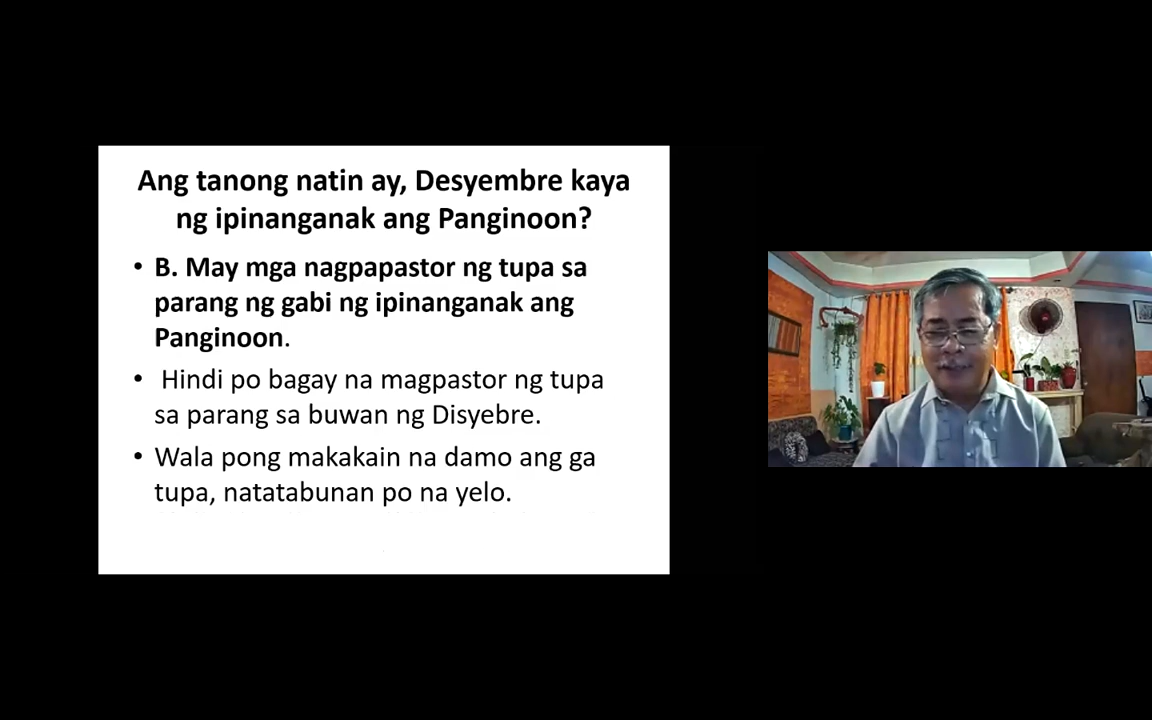 Ang tanong natin ay, Desyembre kaya
ng ipinanganak ang Panginoon?
• B. May mga nagpapastor ng tupa sa
parang ng gabi ng ipinanganak ang
Panginoon.
• Hindi po bagay na magpastor ng tupa
sa parang sa buwan ng Disyebre.
• Wala pong makakain na damo ang ga
tupa, natatabunan po na yelo.